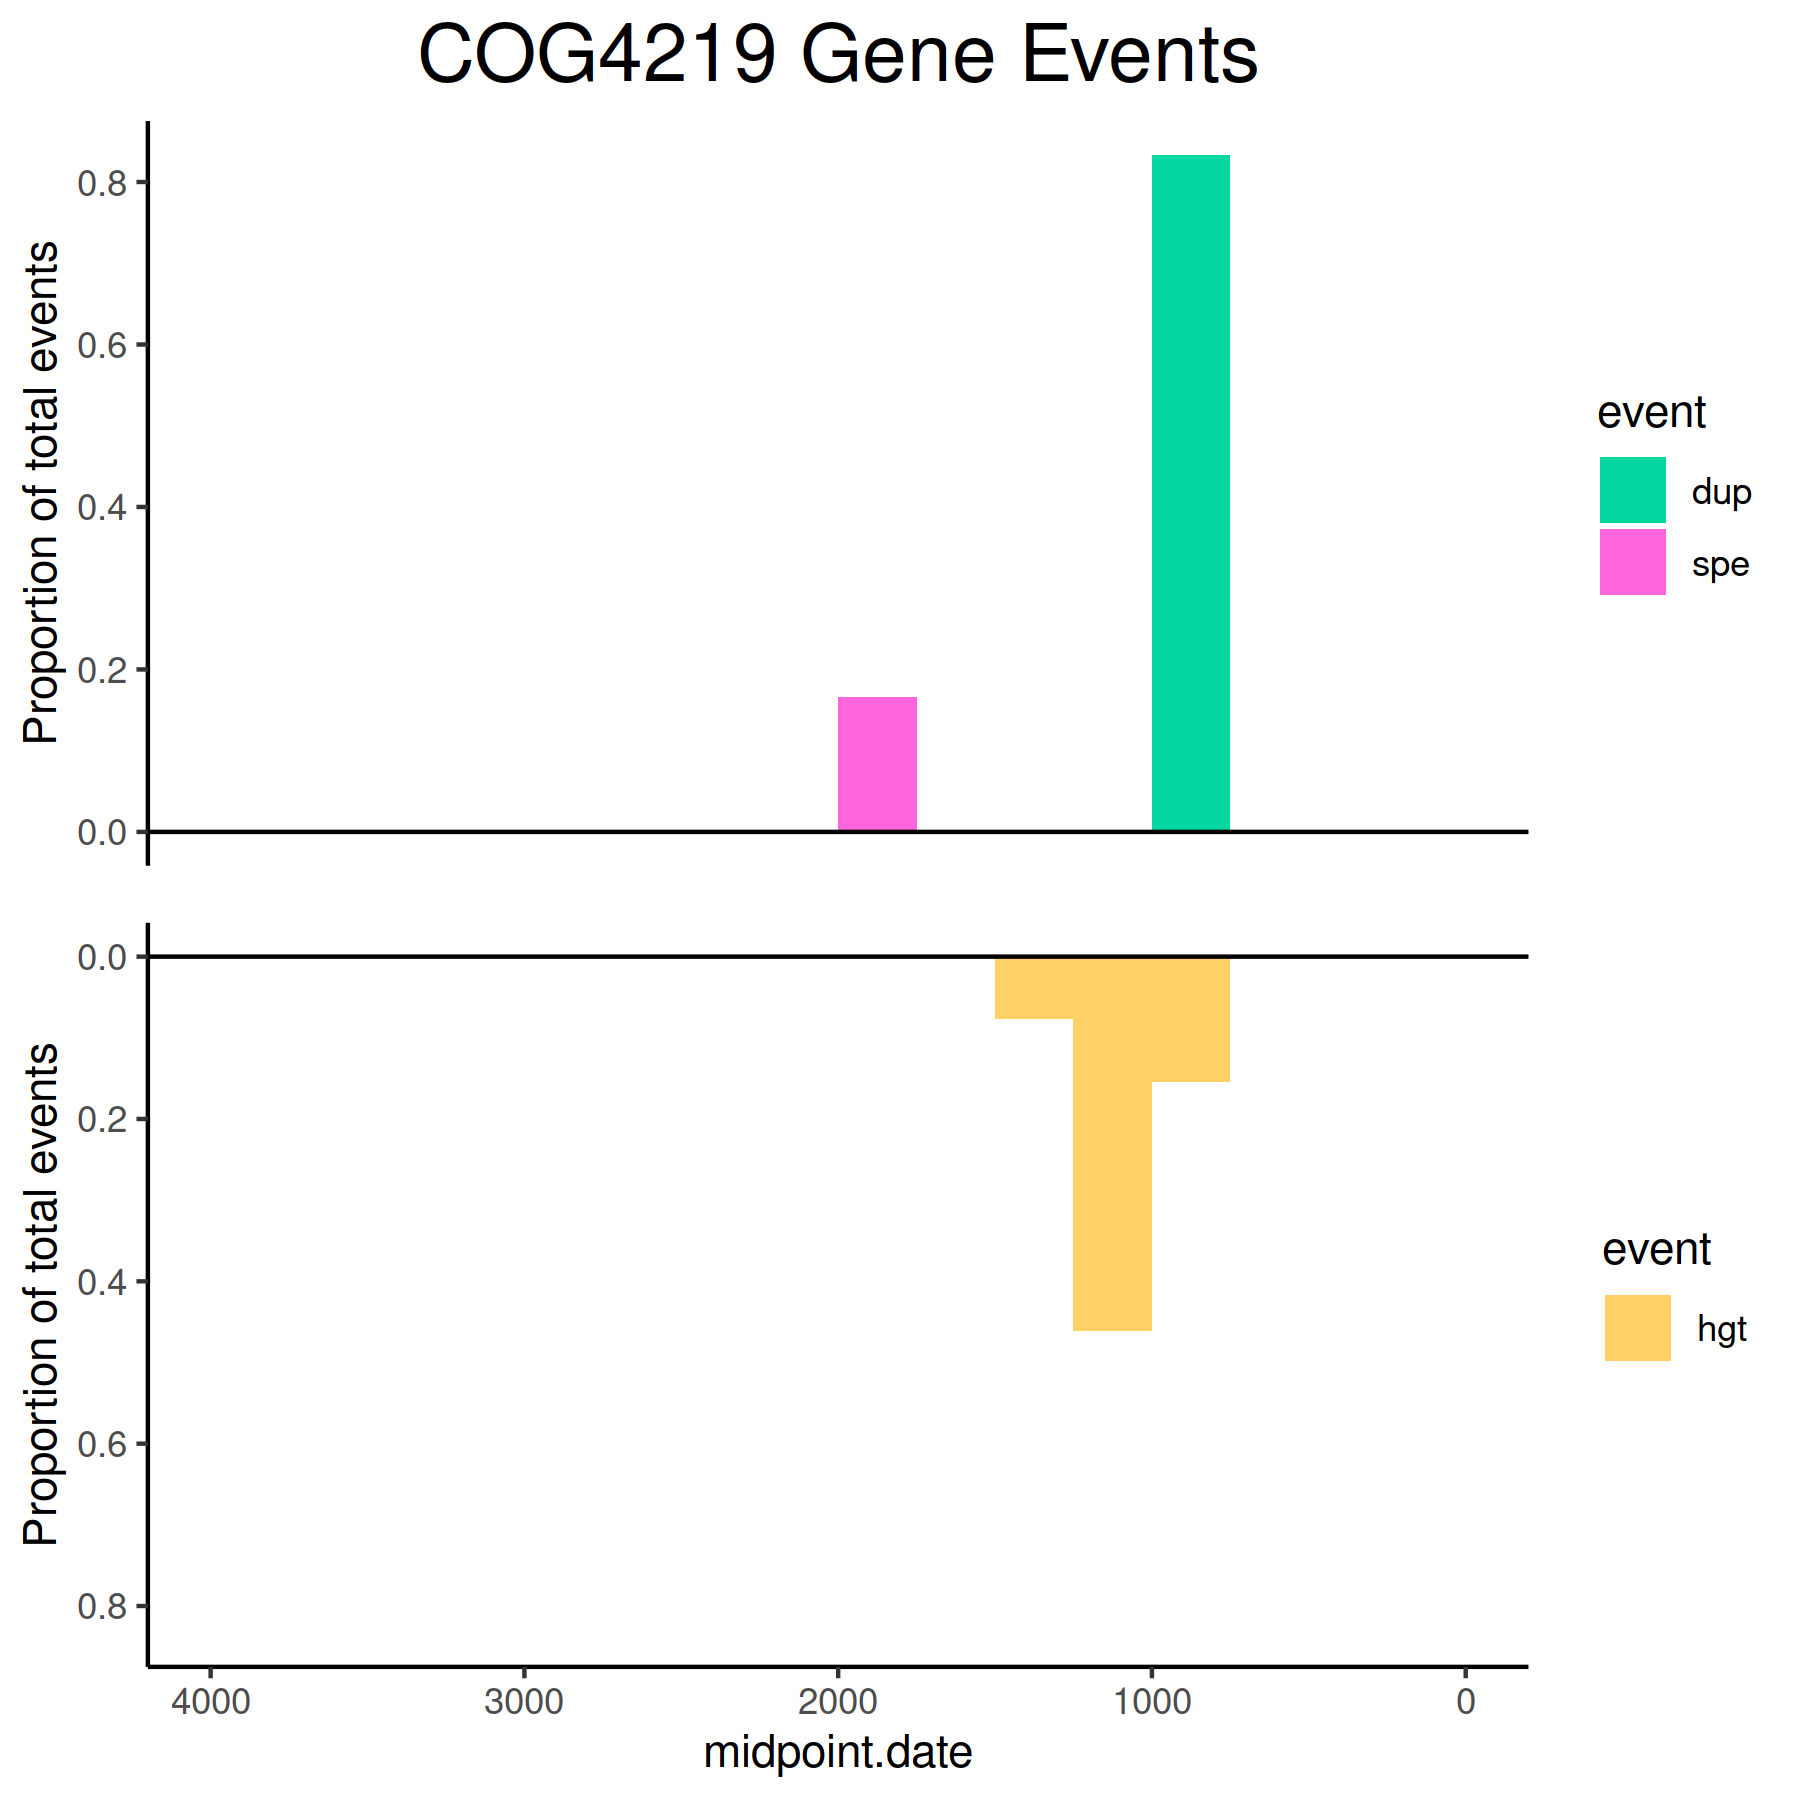 COG4219 Gene Events
Proportion of total events
0.8
0.6
0.4
0.2
0.0
event
dup
spe
Proportion of total events
0.0
0.2
0.4
0.6
0.8
event
hgt
4000 3000 2000 1000 0
midpoint.date